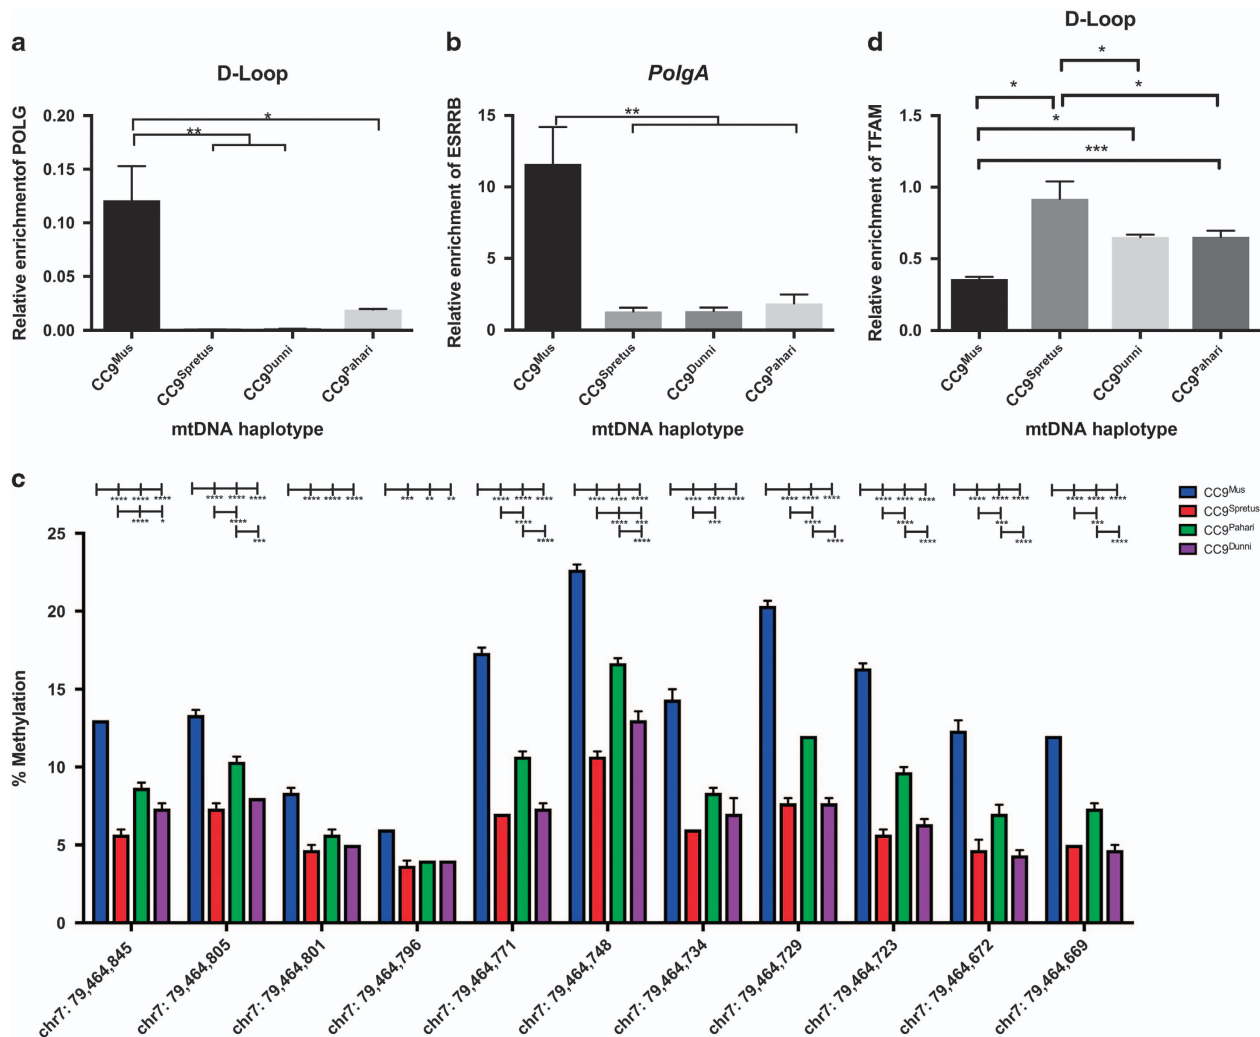 a
D-Loop
Relative enrichmentof POLG
0.20
0.15
0.10
0.05
0.00
**
*
CC9Mus
CC9Spretus
CC9Dunni
CC9Pahari
mtDNA haplotype
b
PolgA
Relative enrichment of ESRRB
15
10
5
0
**
CC9Mus
CC9Spretus
CC9Dunni
CC9Pahari
mtDNA haplotype
d
D-Loop
Relative enrichment of TFAM
1.5
1.0
0.5
0.0
*
*
*
*
***
CC9Mus
CC9Spretus
CC9Dunni
CC9Pahari
mtDNA haplotype
c
**** **** **** **** **** **** **** **** **** *** ** ** **** **** **** **** **** **** **** **** **** **** **** **** **** **** **** **** **** **** **** **** ****
**** * **** **** **** *** *** **** **** *** ***
*** **** **** **** **** **** ****
CC9Mus
CC9Spretus
CC9Pahari
CC9Dunni
% Methylation
25
20
15
10
5
0
chr7: 79,464,845
chr7: 79,464,805
chr7: 79,464,801
chr7: 79,464,796
chr7: 79,464,771
chr7: 79,464,748
chr7: 79,464,734
chr7: 79,464,729
chr7: 79,464,723
chr7: 79,464,672
chr7: 79,464,669